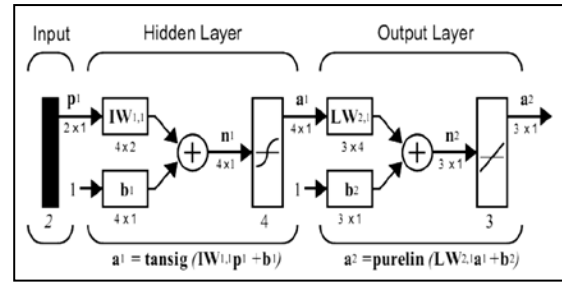 Input Hidden Layer Output Layer
p1 a1 a2
IW1,1 LW2,1
2 x 1 n1 4 x 1 n2 3 x 1
4 x 2 3 x 4
4 x 1 3 x 1
1 b1 1 b2
2 4 x 1 4 3 x 1 3
a1 = tansig (IW1,1p1 +b1) a2 =purelin (LW2,1a1+b2)